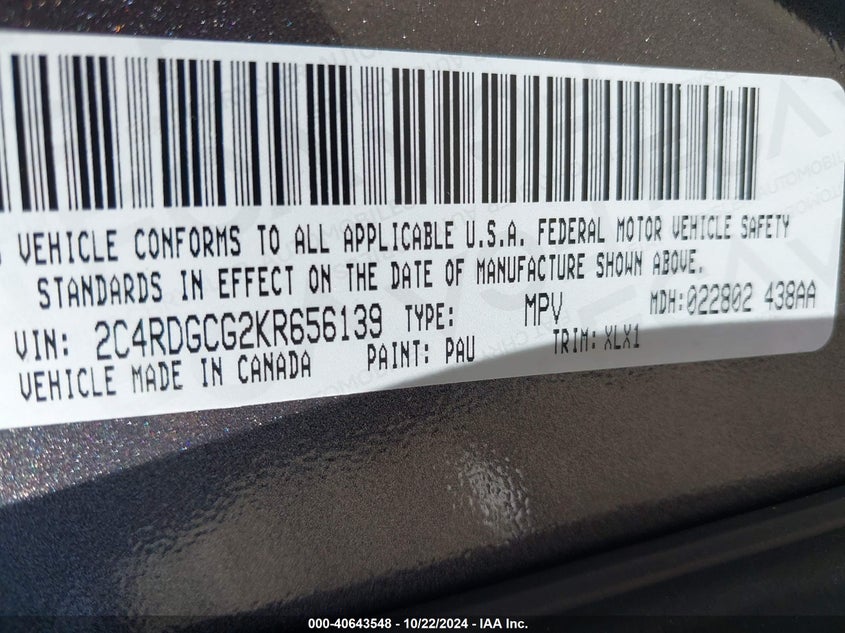 VEHICLE CONFORMS TO ALL APPLICABLE U.S.A. FEDERAL MOTOR VEHICLE SAFETY
STANDARDS IN EFFECT ON THE DATE OF MANUFACTURE SHOWN ABOVE.
VIN: 2C4RDGCG2KR656139 TYPE: MPV MDH:022802 438AA
VEHICLE MADE IN CANADA PAINT: PAU TRIM: XLX1
000-40643548 - 10/22/2024 - IAA Inc.